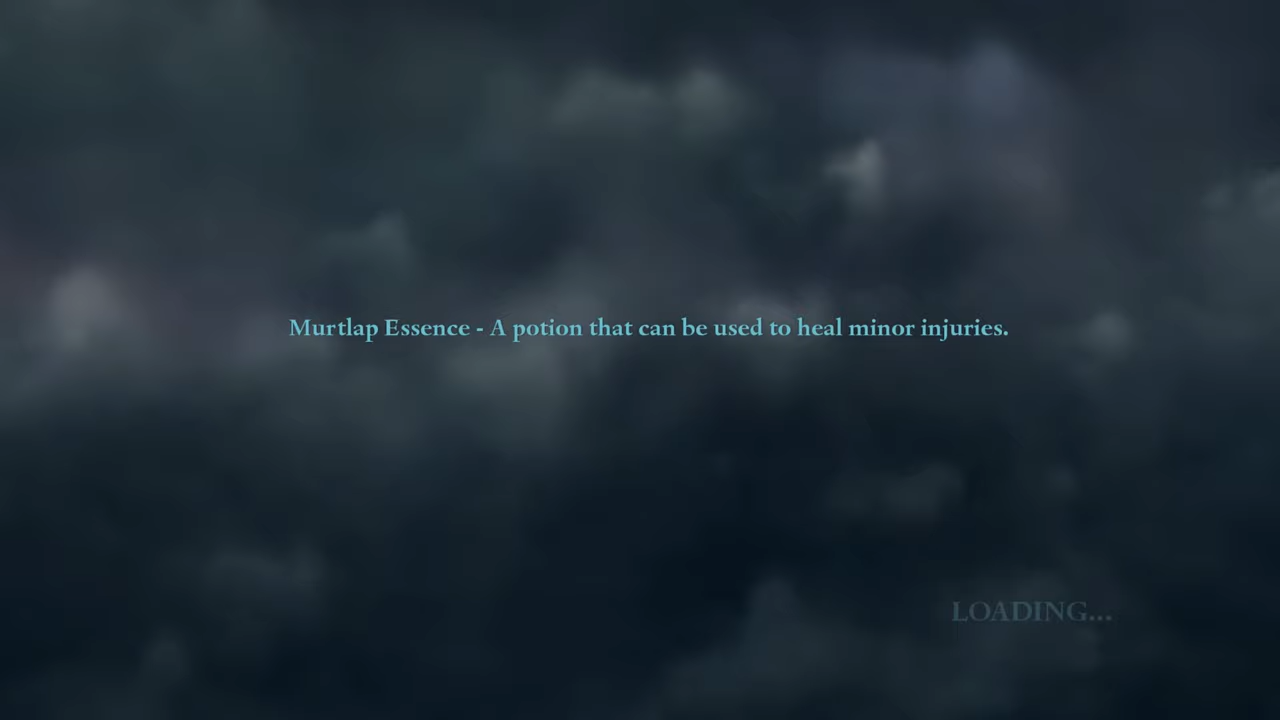 Murtlap Essence - A potion that can be used to heal minor injuries.
LOADING...